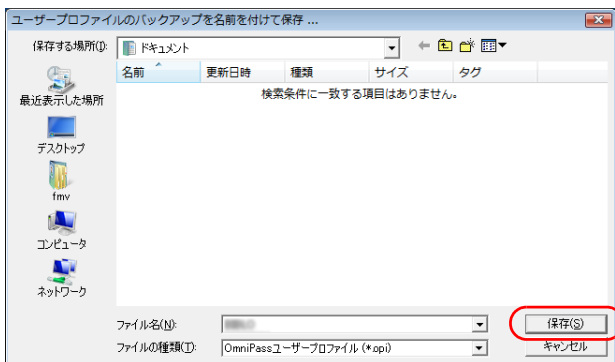 ユーザープロファイルのバックアップを名前を付けて保存 ...
保存する場所(I):
ドキュメント
名前 更新日時 種類 サイズ タグ
検索条件に一致する項目はありません。
最近表示した場所
デスクトップ
fmv
コンピュータ
ネットワーク
ファイル名(N):
保存(S)
ファイルの種類(T):
OmniPassユーザープロファイル (*.opi)
キャンセル